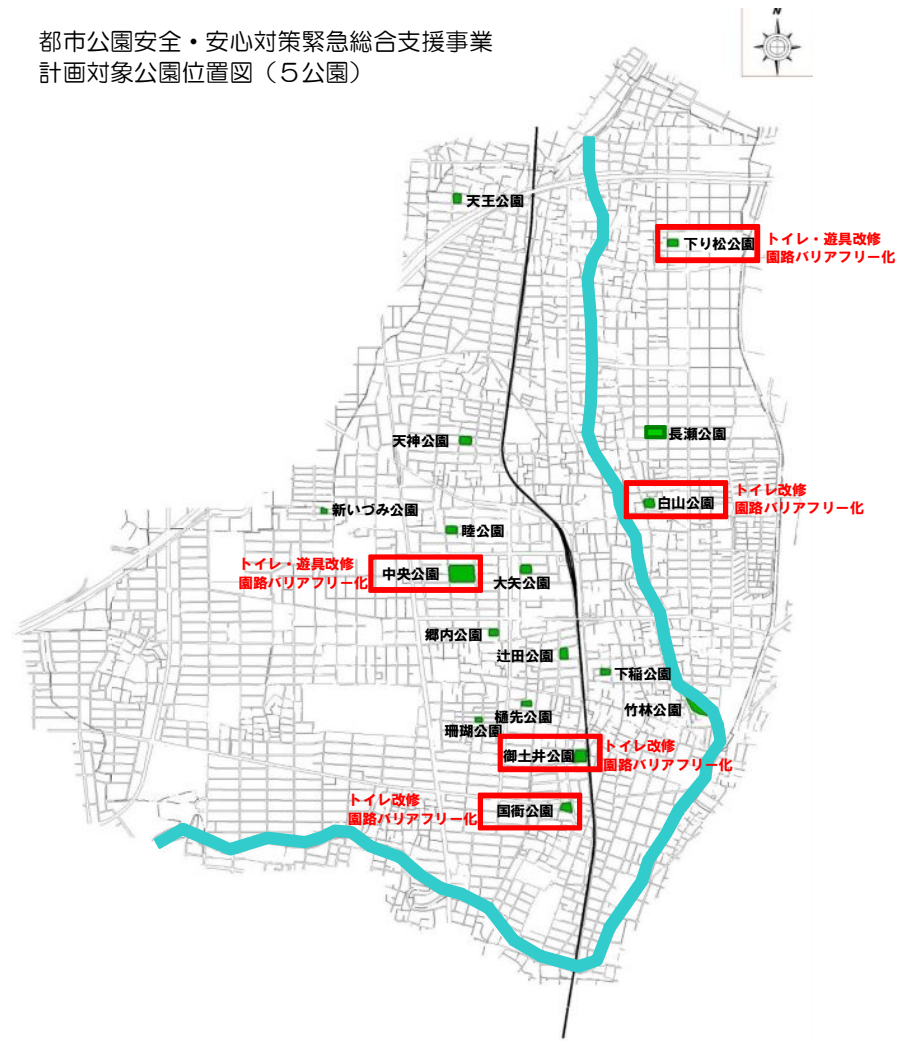 都市公園安全・安心対策緊急総合支援事業
計画対象公園位置図（５公園）
N
天王公園
下り松公園
トイレ・遊具改修
園路バリアフリー化
長瀬公園
天神公園
白山公園
トイレ改修
園路バリアフリー化
新いづみ公園
睦公園
トイレ・遊具改修
園路バリアフリー化
中央公園
大矢公園
郷内公園
辻田公園
下稲公園
竹林公園
樋先公園
珊瑚公園
御土井公園
トイレ改修
園路バリアフリー化
国衙公園
トイレ改修
園路バリアフリー化